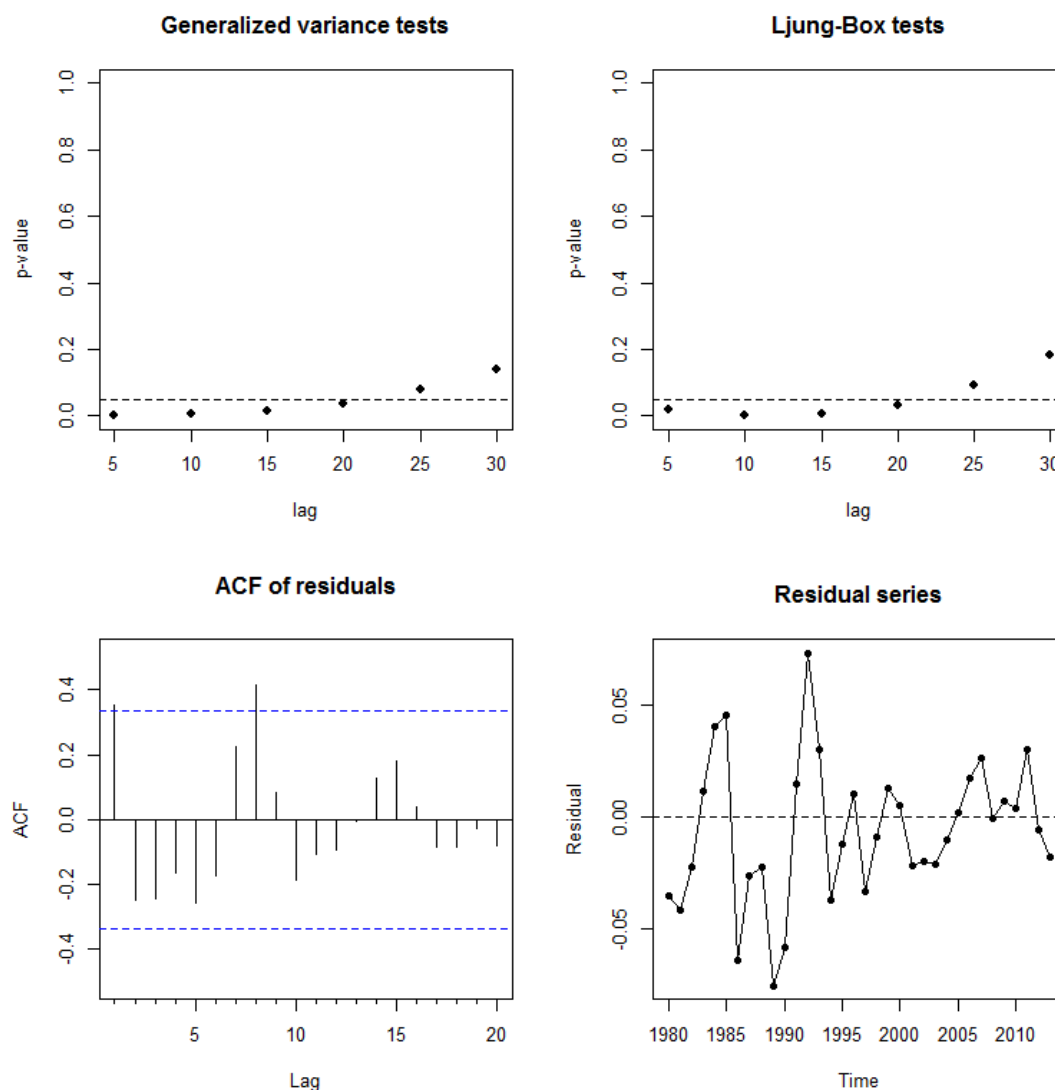 Generalized variance tests
p-value
0.0 0.2 0.4 0.6 0.8 1.0
5 10 15 20 25 30
lag
Ljung-Box tests
p-value
0.0 0.2 0.4 0.6 0.8 1.0
5 10 15 20 25 30
lag
ACF of residuals
ACF
-0.4 -0.2 0.0 0.2 0.4
5 10 15 20
Lag
Residual series
Residual
-0.05 0.00 0.05
1980 1985 1990 1995 2000 2005 2010
Time